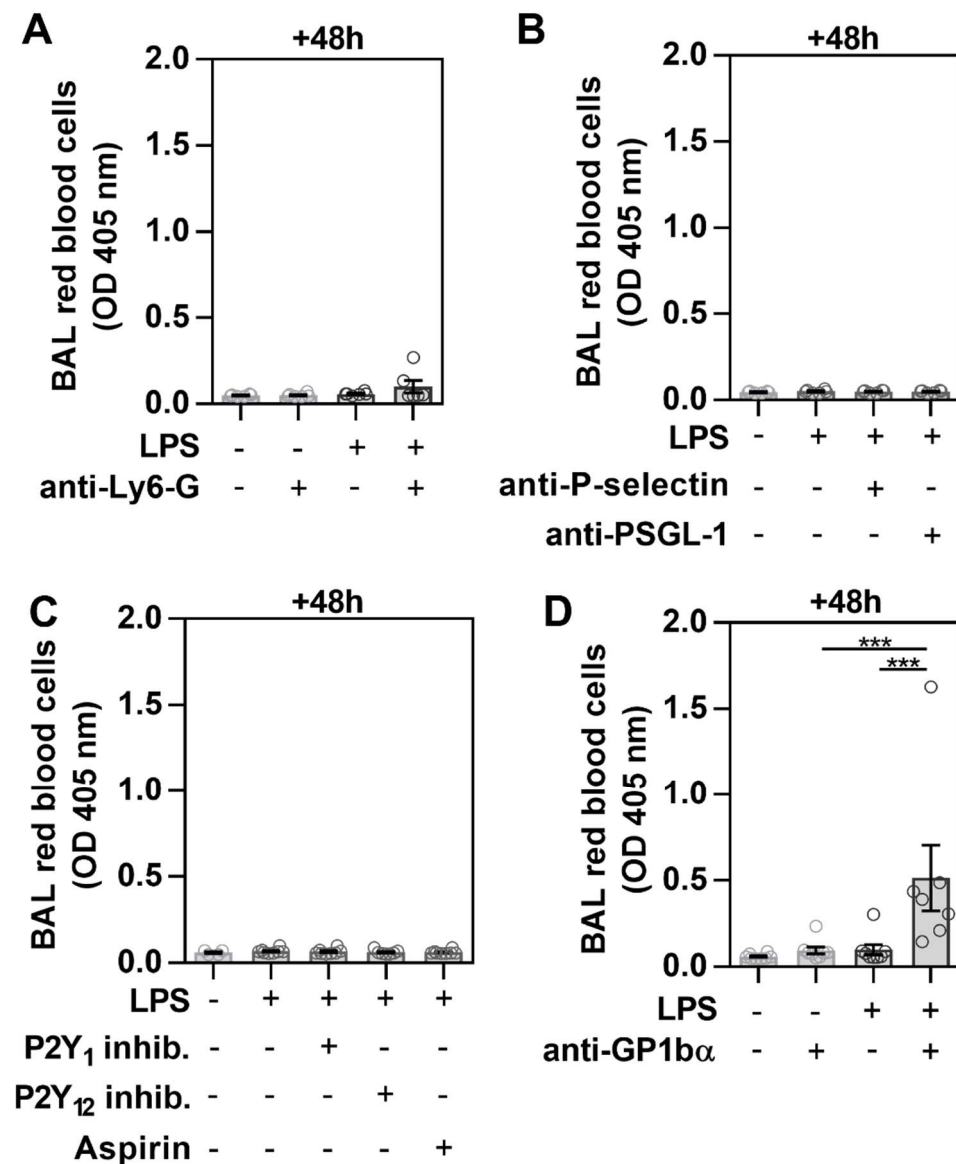 A
+48h
BAL red blood cells
(OD 405 nm)
2.0
1.5
1.0
0.5
0.0
LPS - - + +
anti-Ly6-G - + - +
B
+48h
BAL red blood cells
(OD 405 nm)
2.0
1.5
1.0
0.5
0.0
LPS - + + +
anti-P-selectin - - + -
anti-PSGL-1 - - - +
C
+48h
BAL red blood cells
(OD 405 nm)
2.0
1.5
1.0
0.5
0.0
LPS - + + + +
P2Y₁ inhib. - - + - -
P2Y₁₂ inhib. - - - + -
Aspirin - - - - +
D
+48h
BAL red blood cells
(OD 405 nm)
2.0
1.5
1.0
0.5
0.0
***
***
LPS - - + +
anti-GP1bα - + - +